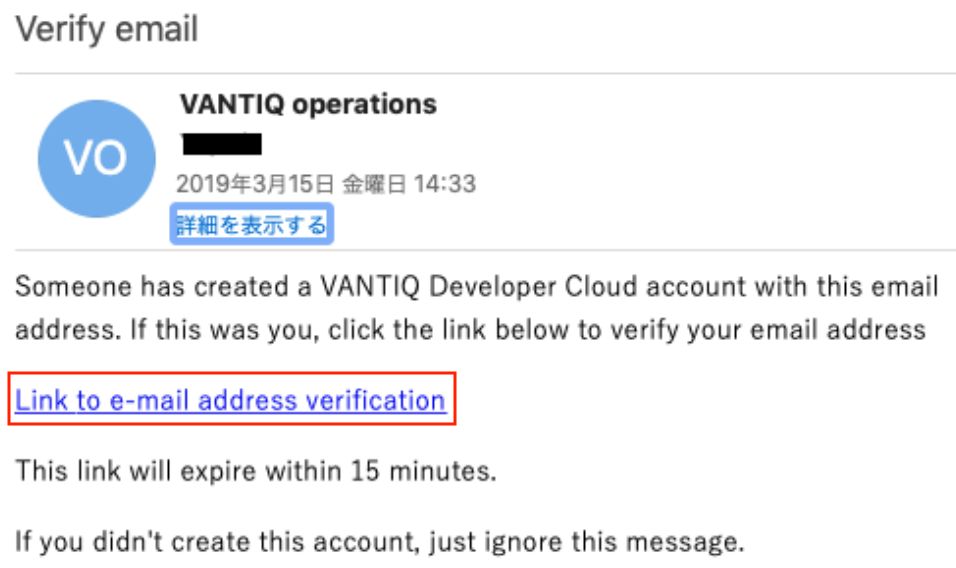 Verify email
VANTIQ operations
VO
2019年3月15日 金曜日 14:33
詳細を表示する
Someone has created a VANTIQ Developer Cloud account with this email
address. If this was you, click the link below to verify your email address
Link to e-mail address verification
This link will expire within 15 minutes.
If you didn't create this account, just ignore this message.